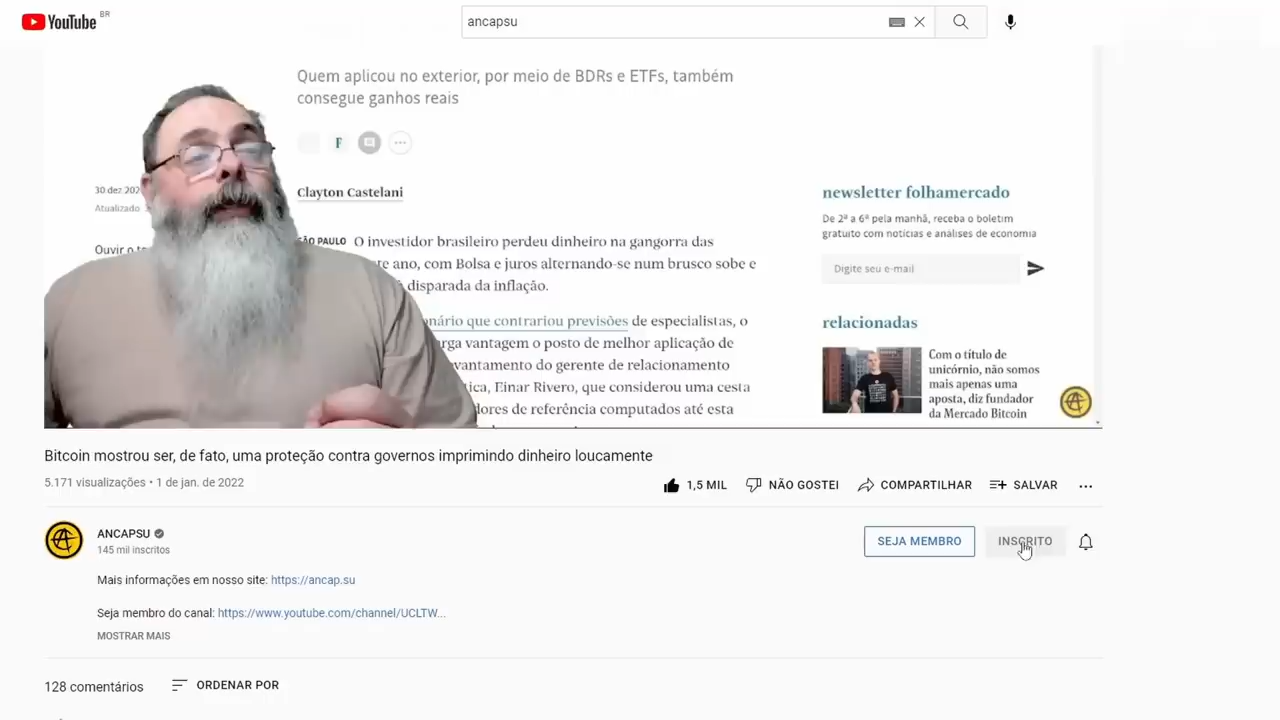 YouTube BR
ancapsu
Quem aplicou no exterior, por meio de BDRs e ETFs, também
consegue ganhos reais
F
30 dez 202
Clayton Castelani
Atualizado
Ouvir o
SÃO PAULO O investidor brasileiro perdeu dinheiro na gangorra das
te ano, com Bolsa e juros alternando-se num brusco sobe e
disparada da inflação.
nário que contrariou previsões de especialistas, o
rga vantagem o posto de melhor aplicação de
vantamento do gerente de relacionamento
ica, Einar Rivero, que considerou uma cesta
dores de referência computados até esta
newsletter folhamercado
De 2ª a 6ª pela manhã, receba o boletim
gratuito com notícias e análises de economia
Digite seu e-mail
relacionadas
Com o título de
unicórnio, não somos
mais apenas uma
aposta, diz fundador
da Mercado Bitcoin
Bitcoin mostrou ser, de fato, uma proteção contra governos imprimindo dinheiro loucamente
5.171 visualizações • 1 de jan. de 2022
1,5 MIL NÃO GOSTEI COMPARTILHAR SALVAR
ANCAPSU
145 mil inscritos
SEJA MEMBRO INSCRITO
Mais informações em nosso site: https://ancap.su
Seja membro do canal: https://www.youtube.com/channel/UCLTW...
MOSTRAR MAIS
128 comentários ORDENAR POR